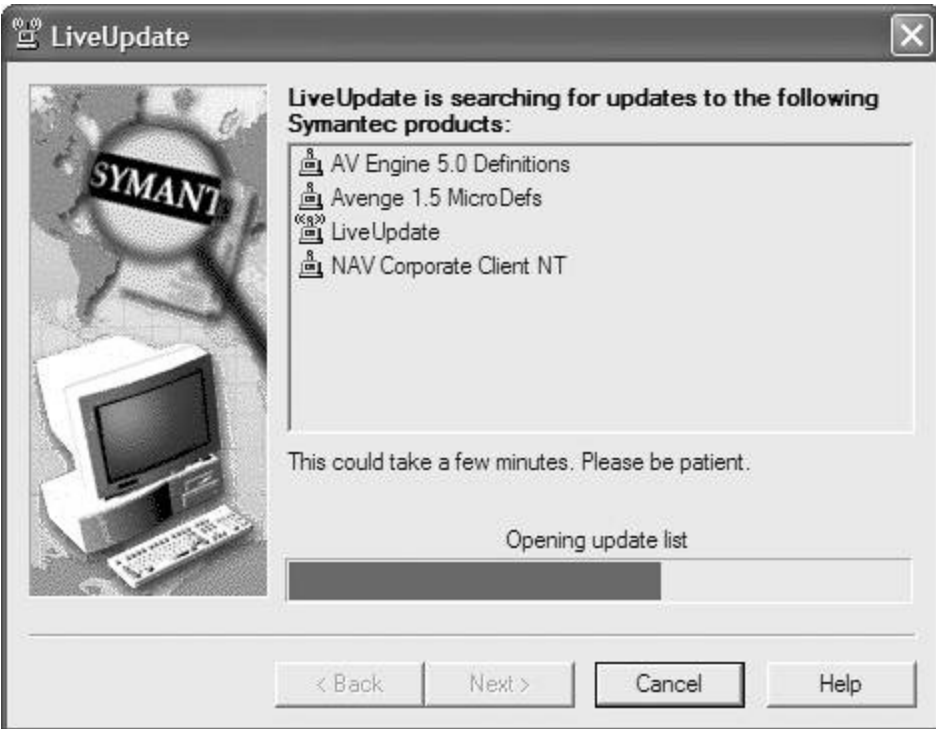 LiveUpdate
LiveUpdate is searching for updates to the following
Symantec products:
SYMANT
AV Engine 5.0 Definitions
Avenge 1.5 MicroDefs
LiveUpdate
NAV Corporate Client NT
This could take a few minutes. Please be patient.
Opening update list
< Back
Next >
Cancel
Help